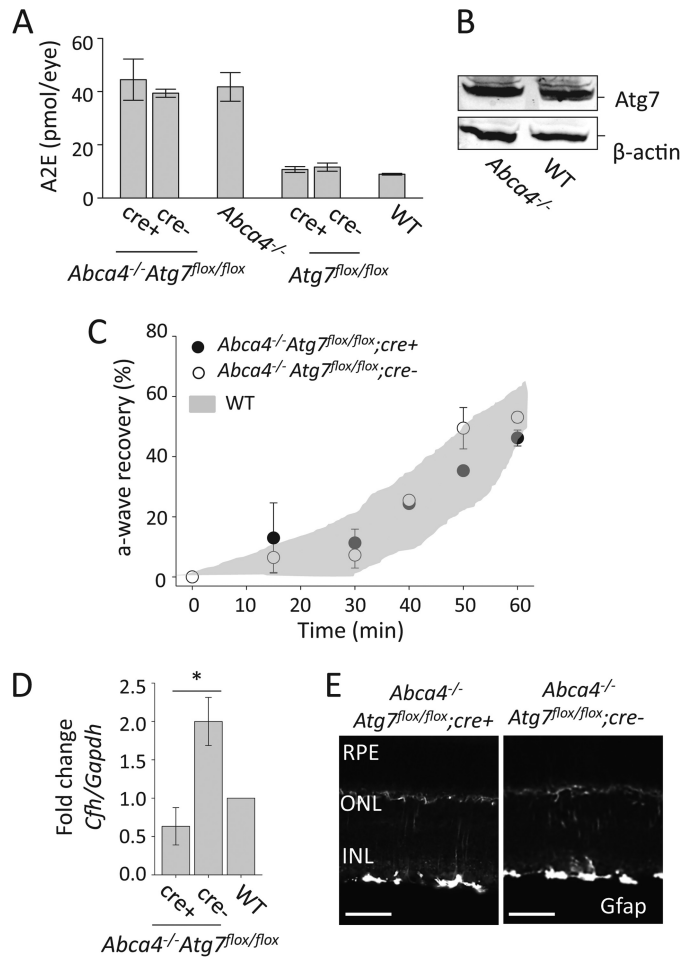 A
A2E (pmol/eye)
60
40
20
0
cre+
cre-
Abca4-/-
cre+
cre-
WT
Abca4-/-Atg7flox/flox
Atg7flox/flox
B
Atg7
β-actin
Abca4-/-
WT
C
a-wave recovery (%)
80
60
40
20
0
Abca4-/-Atg7flox/flox;cre+
Abca4-/- Atg7flox/flox;cre-
WT
0
10
20
30
40
50
60
Time (min)
D
Fold change
Cfh/Gapdh
2.5
2.0
1.5
1.0
0.5
0.0
*
cre+
cre-
WT
Abca4-/-Atg7flox/flox
E
Abca4-/-
Atg7flox/flox;cre+
Abca4-/-
Atg7flox/flox;cre-
RPE
ONL
INL
Gfap